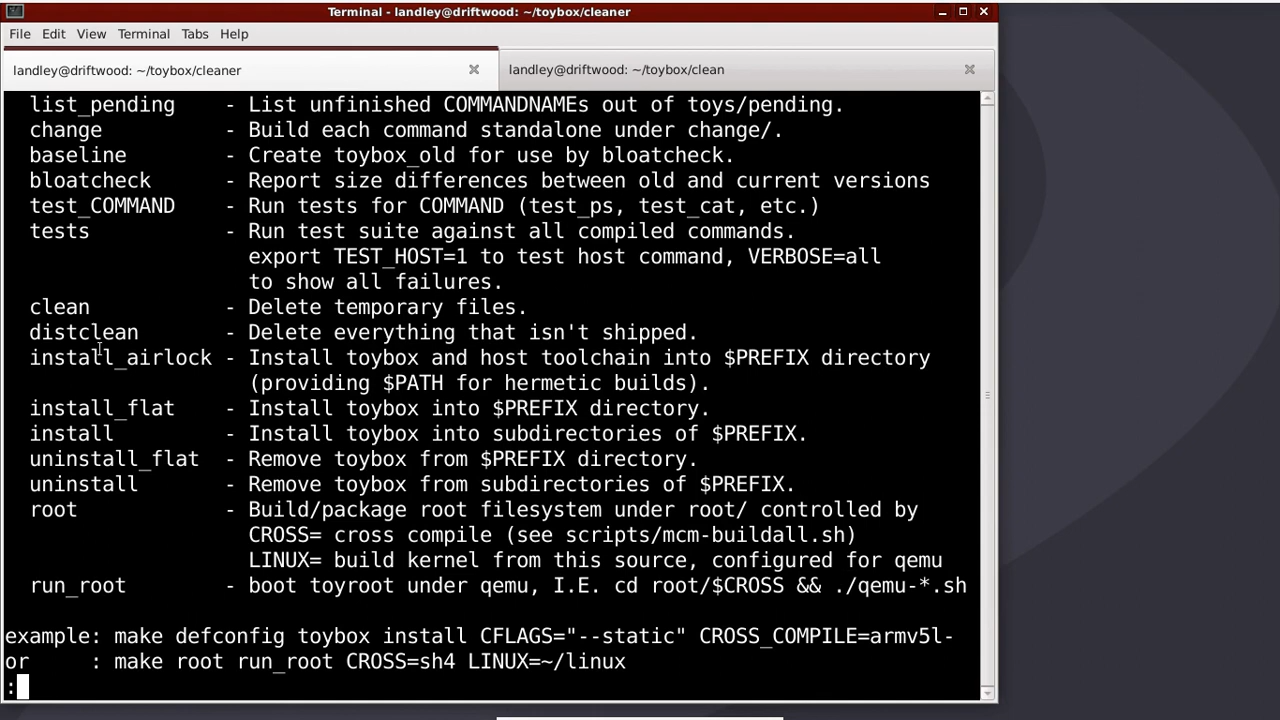 Terminal - landley@driftwood: ~/toybox/cleaner
File Edit View Terminal Tabs Help
landley@driftwood: ~/toybox/cleaner landley@driftwood: ~/toybox/clean
list_pending - List unfinished COMMANDNAMEs out of toys/pending.
change - Build each command standalone under change/.
baseline - Create toybox_old for use by bloatcheck.
bloatcheck - Report size differences between old and current versions
test_COMMAND - Run tests for COMMAND (test_ps, test_cat, etc.)
tests - Run test suite against all compiled commands.
export TEST_HOST=1 to test host command, VERBOSE=all
to show all failures.
clean - Delete temporary files.
distclean - Delete everything that isn't shipped.
install_airlock - Install toybox and host toolchain into $PREFIX directory
(providing $PATH for hermetic builds).
install_flat - Install toybox into $PREFIX directory.
install - Install toybox into subdirectories of $PREFIX.
uninstall_flat - Remove toybox from $PREFIX directory.
uninstall - Remove toybox from subdirectories of $PREFIX.
root - Build/package root filesystem under root/ controlled by
CROSS= cross compile (see scripts/mcm-buildall.sh)
LINUX= build kernel from this source, configured for qemu
run_root - boot toyroot under qemu, I.E. cd root/$CROSS && ./qemu-*.sh
example: make defconfig toybox install CFLAGS="--static" CROSS_COMPILE=armv5l-
or : make root run_root CROSS=sh4 LINUX=~/linux
: